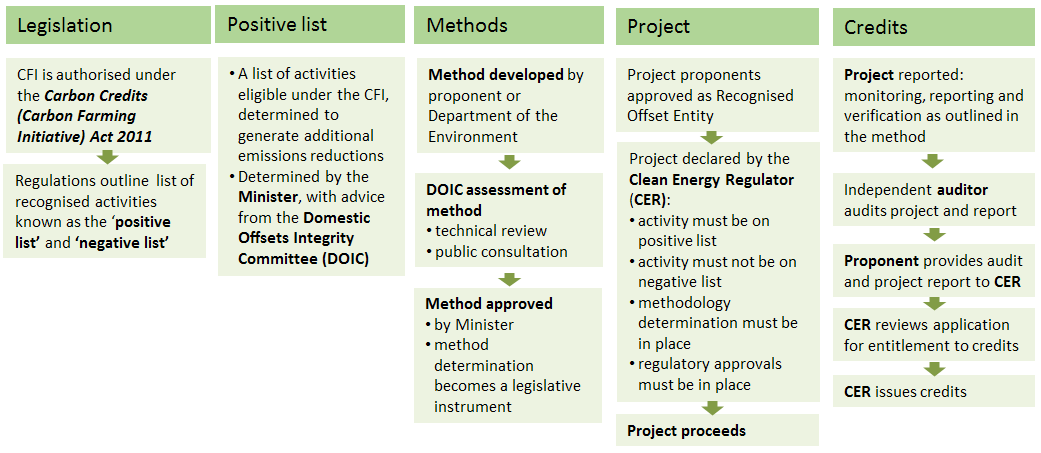 Legislation
CFI is authorised under
the Carbon Credits
(Carbon Farming
Initiative) Act 2011
Regulations outline list of
recognised activities
known as the ‘positive
list’ and ‘negative list’
Positive list
• A list of activities
eligible under the CFI,
determined to
generate additional
emissions reductions
• Determined by the
Minister, with advice
from the Domestic
Offsets Integrity
Committee (DOIC)
Methods
Method developed by
proponent or
Department of the
Environment
DOIC assessment of
method
• technical review
• public consultation
Method approved
• by Minister
• method
determination
becomes a legislative
instrument
Project
Project proponents
approved as Recognised
Offset Entity
Project declared by the
Clean Energy Regulator
(CER):
• activity must be on
positive list
• activity must not be on
negative list
• methodology
determination must be
in place
• regulatory approvals
must be in place
Project proceeds
Credits
Project reported:
monitoring, reporting and
verification as outlined in
the method
Independent auditor
audits project and report
Proponent provides audit
and project report to CER
CER reviews application
for entitlement to credits
CER issues credits